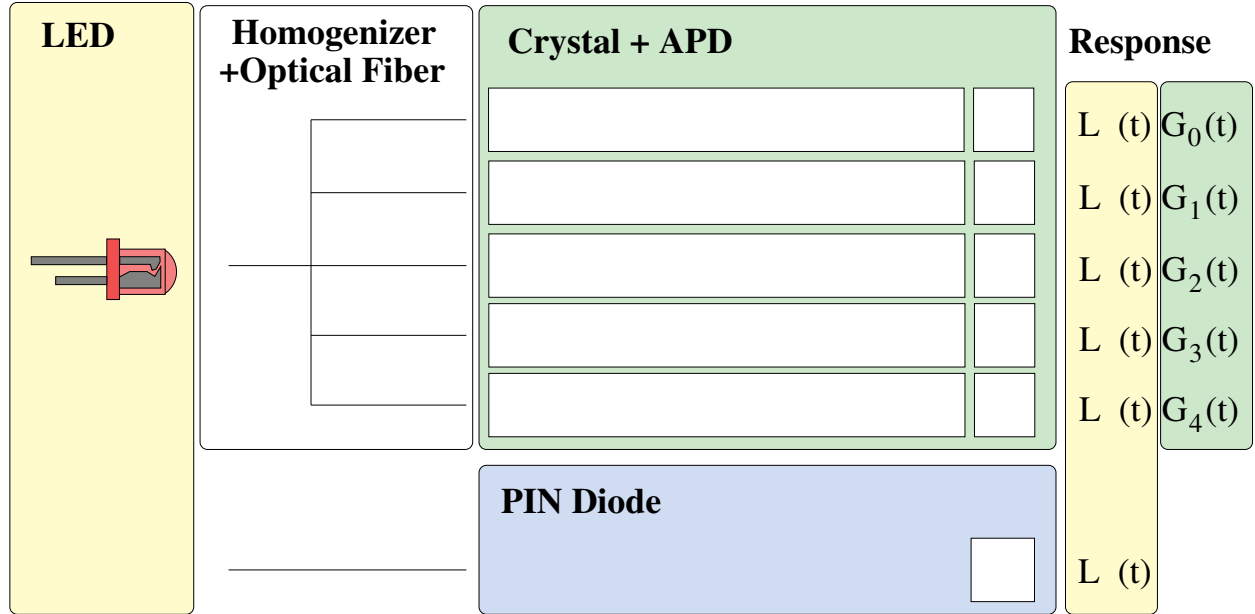 LED
Homogenizer
+Optical Fiber
Crystal + APD
Response
L (t) G₀(t)
L (t) G₁(t)
L (t) G₂(t)
L (t) G₃(t)
L (t) G₄(t)
PIN Diode
L (t)